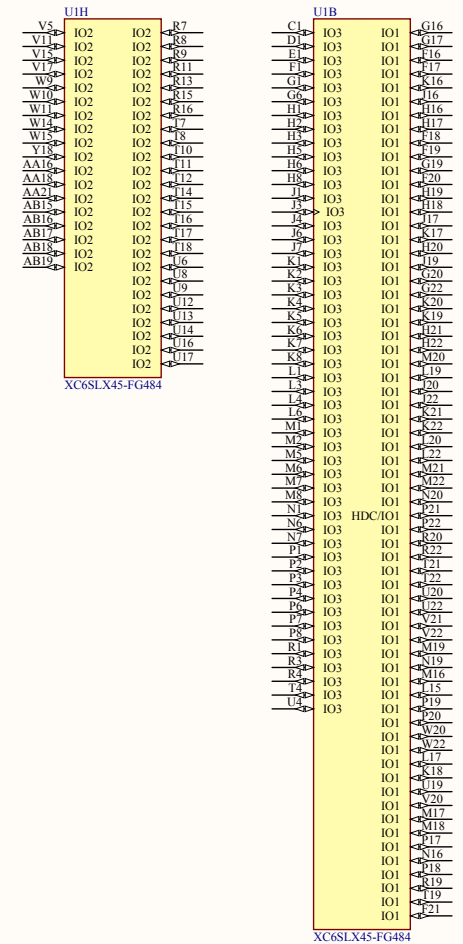 U1H
V5 IO2 IO2 R7
V11 IO2 IO2 R8
V15 IO2 IO2 R9
V17 IO2 IO2 R11
W9 IO2 IO2 R13
W10 IO2 IO2 R15
W11 IO2 IO2 R16
W14 IO2 IO2 T7
W15 IO2 IO2 T8
Y18 IO2 IO2 T10
AA16 IO2 IO2 T11
AA18 IO2 IO2 T12
AA21 IO2 IO2 T14
AB15 IO2 IO2 T15
AB16 IO2 IO2 T16
AB17 IO2 IO2 T17
AB18 IO2 IO2 T18
AB19 IO2 IO2 U6
IO2 U8
IO2 U9
IO2 U12
IO2 U13
IO2 U14
IO2 U16
IO2 U17
XC6SLX45-FG484
U1B
C1 IO3 IO1 G16
D1 IO3 IO1 G17
E1 IO3 IO1 F16
F1 IO3 IO1 F17
G1 IO3 IO1 K16
G6 IO3 IO1 J16
H1 IO3 IO1 H16
H2 IO3 IO1 H17
H3 IO3 IO1 F18
H5 IO3 IO1 F19
H6 IO3 IO1 G19
H8 IO3 IO1 F20
J1 IO3 IO1 H19
J3 IO3 IO1 H18
J4 IO3 IO1 J17
J6 IO3 IO1 K17
J7 IO3 IO1 H20
K1 IO3 IO1 J19
K2 IO3 IO1 G20
K3 IO3 IO1 G22
K4 IO3 IO1 K20
K5 IO3 IO1 K19
K6 IO3 IO1 H21
K7 IO3 IO1 H22
K8 IO3 IO1 M20
L1 IO3 IO1 L19
L3 IO3 IO1 J20
L4 IO3 IO1 J22
L6 IO3 IO1 K21
M1 IO3 IO1 K22
M2 IO3 IO1 L20
M5 IO3 IO1 L22
M6 IO3 IO1 M21
M7 IO3 IO1 M22
M8 IO3 IO1 N20
N1 IO3 HDC/IO1 P21
N6 IO3 IO1 P22
N7 IO3 IO1 R20
P1 IO3 IO1 R22
P2 IO3 IO1 T21
P3 IO3 IO1 T22
P4 IO3 IO1 U20
P6 IO3 IO1 U22
P7 IO3 IO1 V21
P8 IO3 IO1 V22
R1 IO3 IO1 M19
R3 IO3 IO1 N19
R4 IO3 IO1 M16
T4 IO3 IO1 L15
U4 IO3 IO1 P19
IO1 P20
IO1 W20
IO1 W22
IO1 L17
IO1 K18
IO1 U19
IO1 V20
IO1 M17
IO1 M18
IO1 P17
IO1 N16
IO1 P18
IO1 R19
IO1 T19
IO1 F21
XC6SLX45-FG484